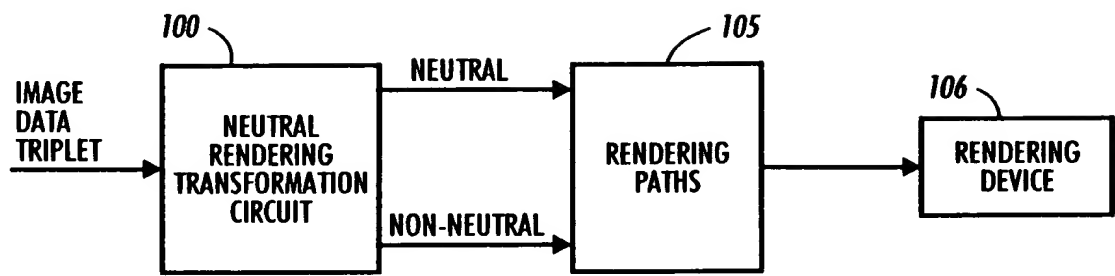 100
105
106
IMAGE
DATA
TRIPLET
NEUTRAL
RENDERING
TRANSFORMATION
CIRCUIT
NEUTRAL
NON-NEUTRAL
RENDERING
PATHS
RENDERING
DEVICE